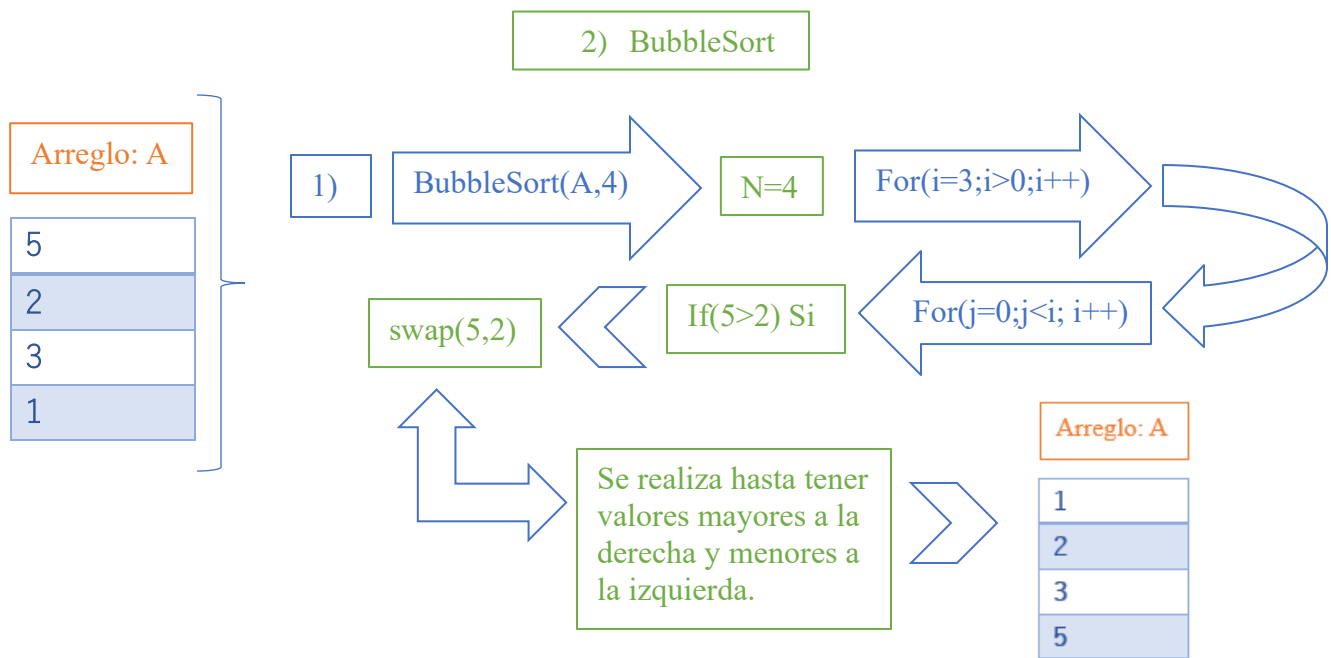 2) BubbleSort
Arreglo: A
5
2
3
1
1)
BubbleSort(A,4)
N=4
For(i=3;i>0;i++)
For(j=0;j<i; i++)
If(5>2) Si
swap(5,2)
Se realiza hasta tener
valores mayores a la
derecha y menores a
la izquierda.
Arreglo: A
1
2
3
5